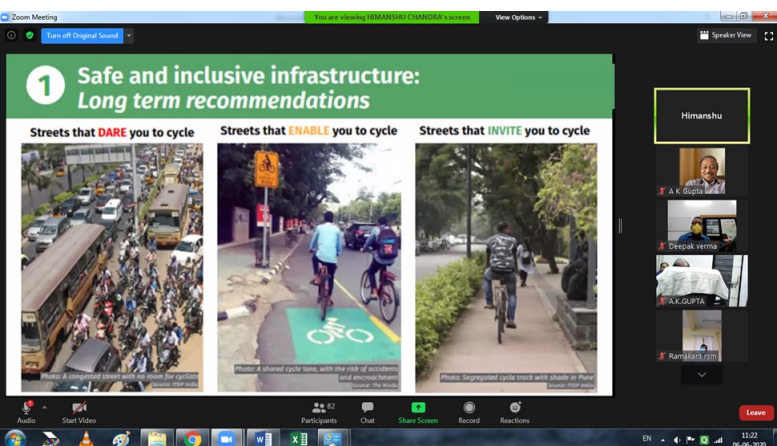 Zoom Meeting
You are viewing HIMANSHU CHANDRA's screen
View Options
Turn off Original Sound
Speaker View
1
Safe and inclusive infrastructure:
Long term recommendations
Streets that DARE you to cycle
Streets that ENABLE you to cycle
Streets that INVITE you to cycle
Photo: A congested street with no room for cyclists
Source: ITDP India
Photo: A shared cycle lane, with the risk of accidents
and encroachment
Source: The Hindu
Photo: Segregated cycle track with shade in Pune
Source: ITDP India
Himanshu
A K Gupta
Deepak verma
A.K.GUPTA
Ramakant ram
Audio
Start Video
82
Participants
Chat
Share Screen
Record
Reactions
Leave
EN
11:22
06-06-2020